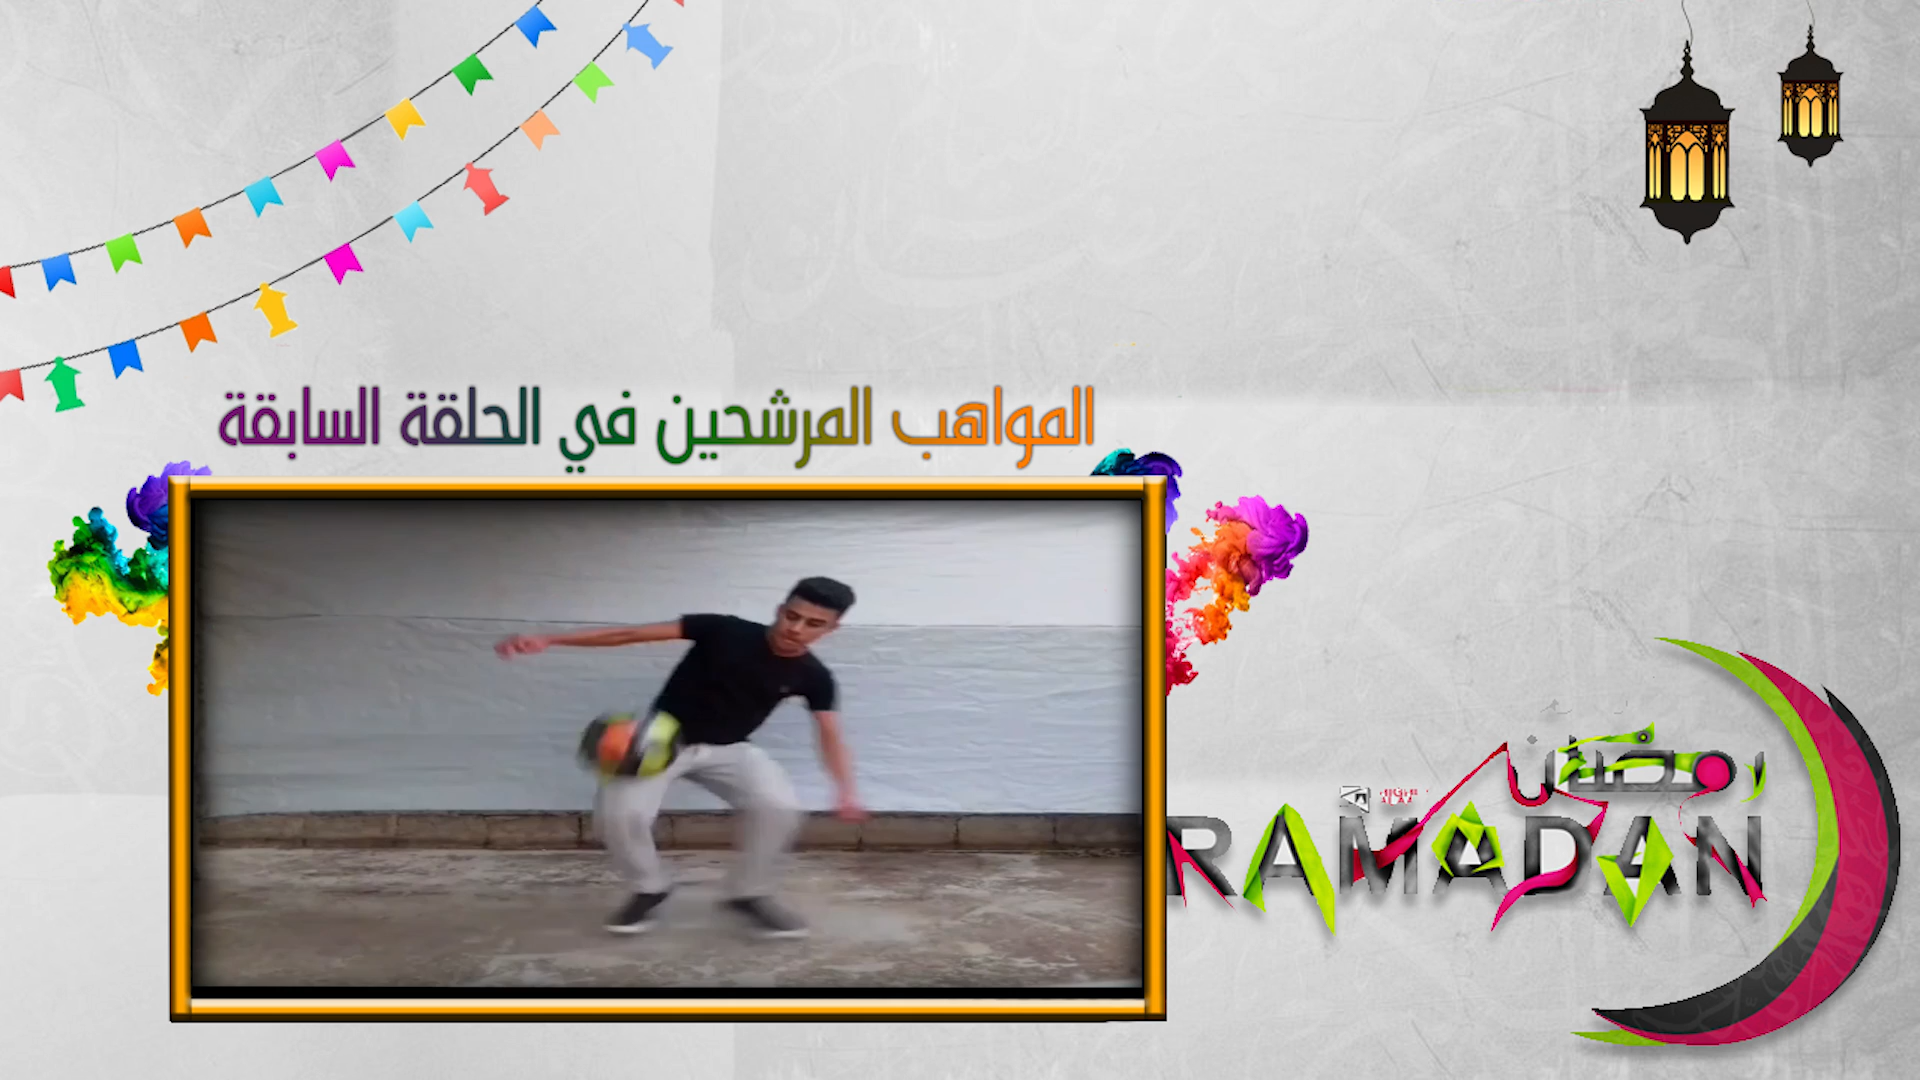 المواهب المرشحين في الحلقة السابقة
رمضان
RAMADAN